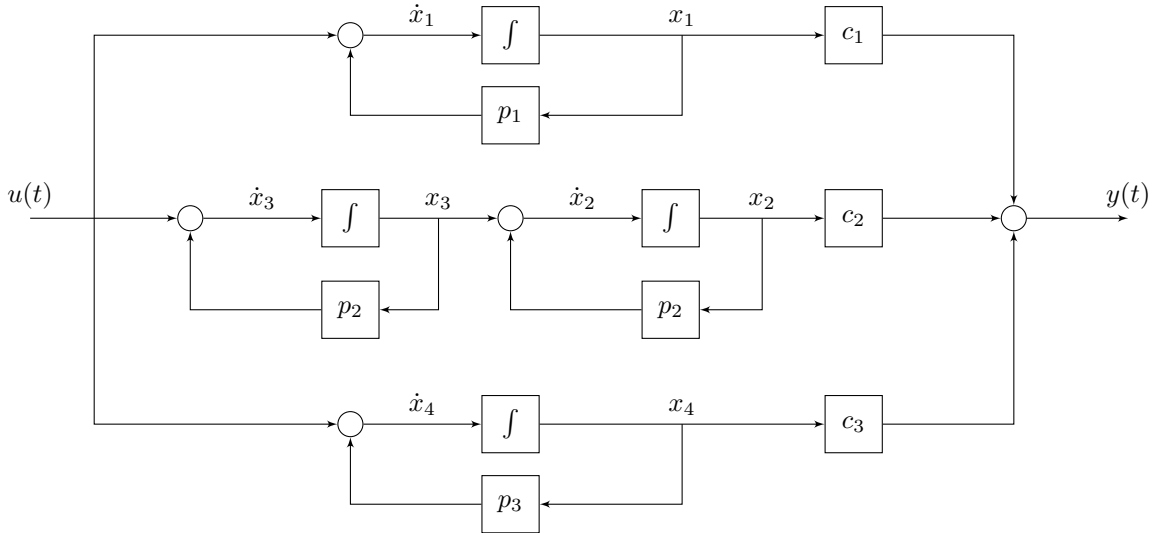 ẋ₁ ∫ x₁ c₁
p₁
u(t) ẋ₃ ∫ x₃ ẋ₂ ∫ x₂ c₂ y(t)
p₂ p₂
ẋ₄ ∫ x₄ c₃
p₃